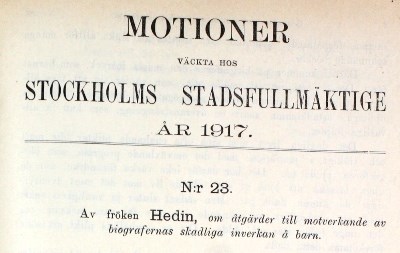 MOTIONER
VÄCKTA HOS
STOCKHOLMS STADSFULLMÄKTIGE
ÅR 1917.
N:r 23.
Av fröken Hedin, om åtgärder till motverkande av
biografernas skadliga inverkan å barn.